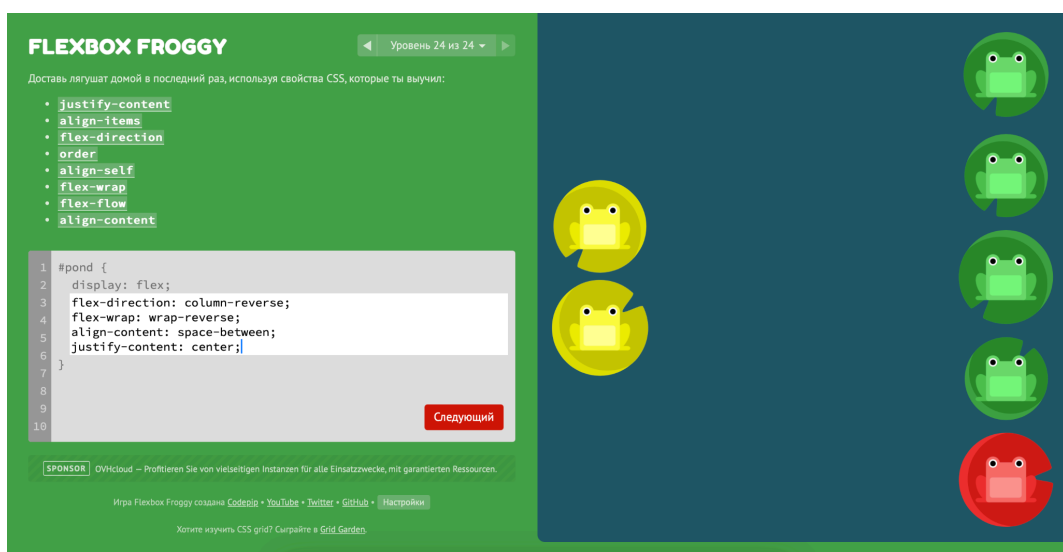 FLEXBOX FROGGY
Уровень 24 из 24
Доставь лягушат домой в последний раз, используя свойства CSS, которые ты выучил:
justify-content
align-items
flex-direction
order
align-self
flex-wrap
flex-flow
align-content
1 #pond {
2 display: flex;
3 flex-direction: column-reverse;
4 flex-wrap: wrap-reverse;
5 align-content: space-between;
6 justify-content: center;
7 }
8
9
10
Следующий
SPONSOR OVHcloud — Profitieren Sie von vielseitigen Instanzen für alle Einsatzzwecke, mit garantierten Ressourcen.
Игра Flexbox Froggy создана Codepip • YouTube • Twitter • GitHub • Настройки
Хотите изучить CSS grid? Сыграйте в Grid Garden.